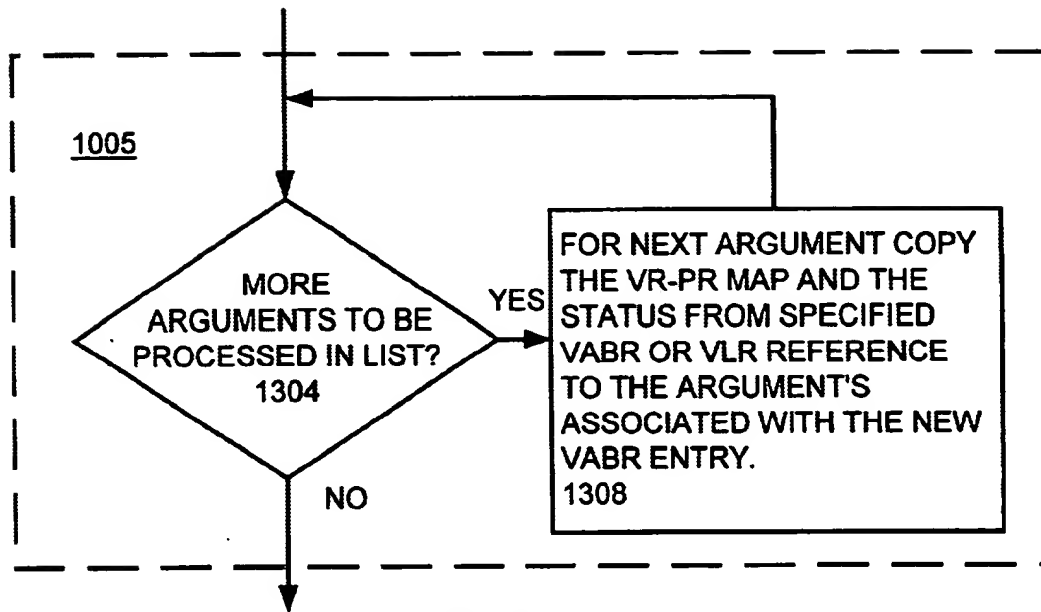 1005
MORE
ARGUMENTS TO BE
PROCESSED IN LIST?
1304
YES
NO
FOR NEXT ARGUMENT COPY
THE VR-PR MAP AND THE
STATUS FROM SPECIFIED
VABR OR VLR REFERENCE
TO THE ARGUMENT'S
ASSOCIATED WITH THE NEW
VABR ENTRY.
1308